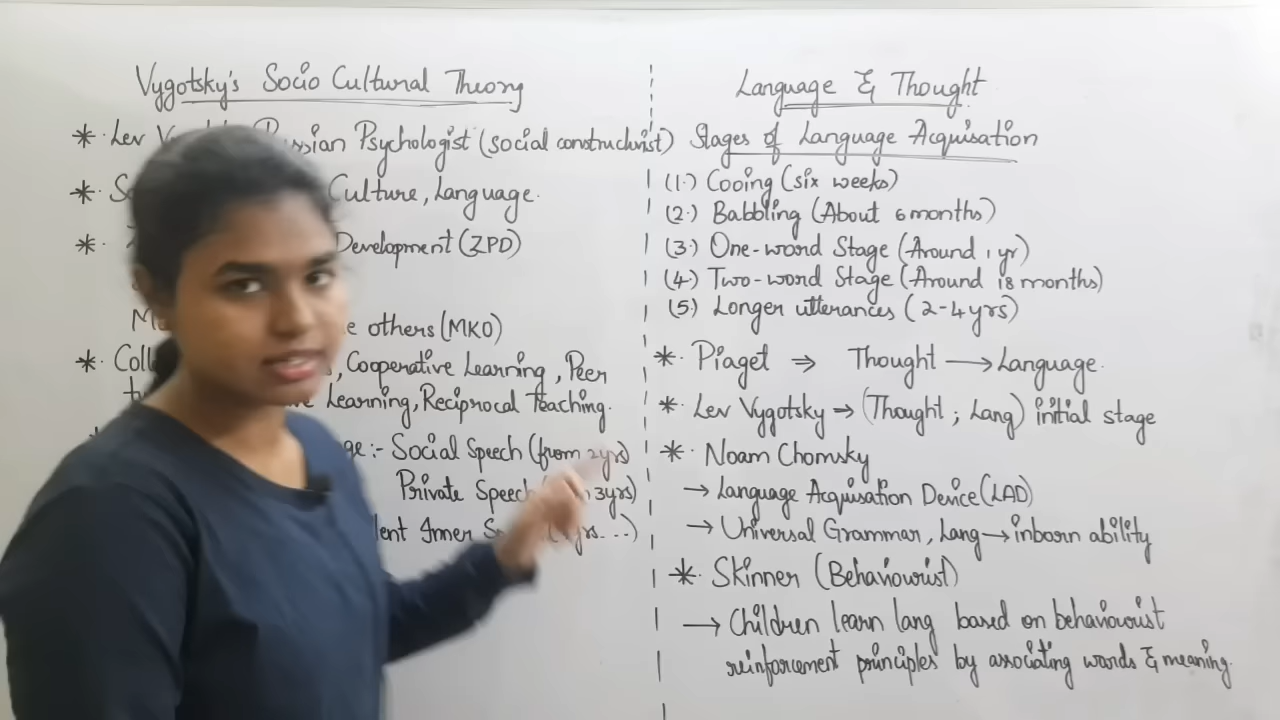 Vygotsky's Socio Cultural Theory
* Lev Psychologist (social constructivist)
* Culture, Language.
* Development (ZPD)
others (MKO)
* Cooperative Learning, Peer
Learning, Reciprocal Teaching.
:- Social Speech (from 2yrs)
Private Speech 3yrs)
Inner
Language & Thought
Stages of Language Acquisation
(1.) Cooing (six weeks)
(2.) Babbling (About 6 months)
(3.) One-word Stage (Around 1 yr)
(4.) Two-word Stage (Around 18 months)
(5.) Longer utterances (2-4 yrs)
* Piaget ⇒ Thought → Language.
* Lev Vygotsky → (Thought ; Lang) initial stage
* Noam Chomsky
→ Language Acquisation Device (LAD)
→ Universal Grammar, Lang → inborn ability
* Skinner (Behaviourist)
→ Children learn lang based on behaviourist
reinforcement principles by associating words & meaning.